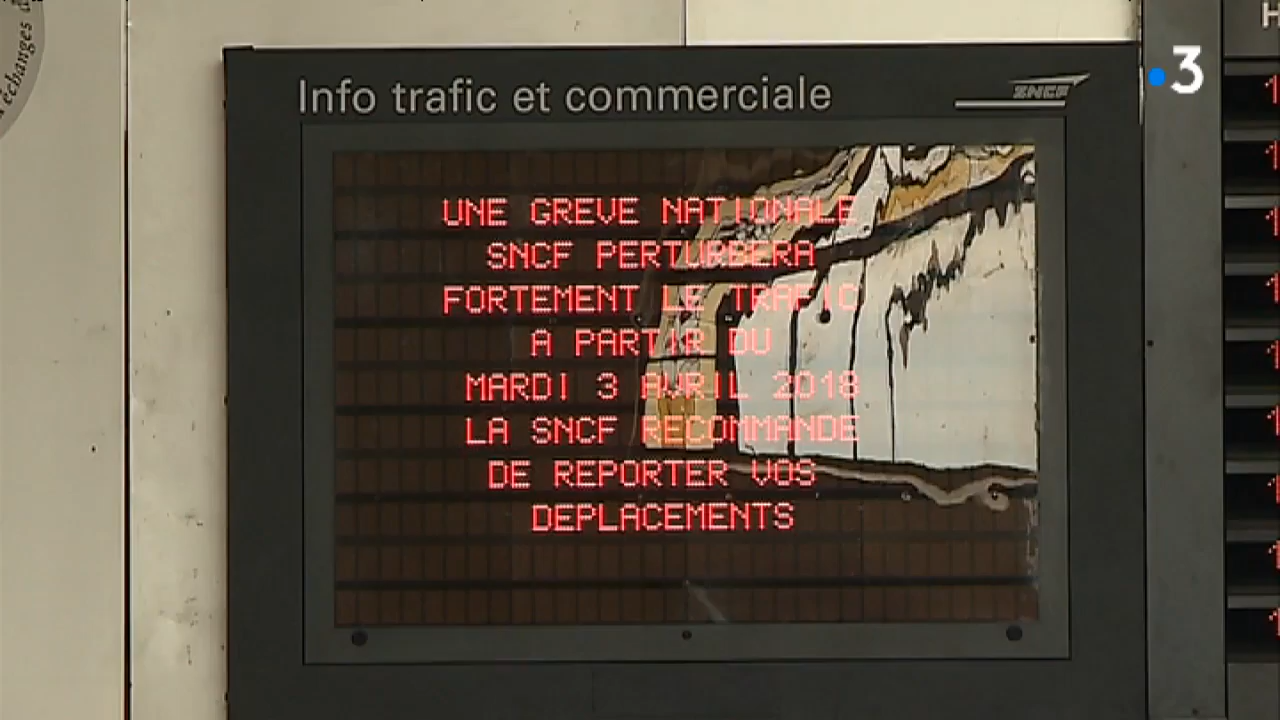 échanges
Info trafic et commerciale
SNCF
3
UNE GREVE NATIONALE
SNCF PERTURBERA
FORTEMENT LE TRAFIC
A PARTIR DU
MARDI 3 AVRIL 2018
LA SNCF RECOMMANDE
DE REPORTER VOS
DEPLACEMENTS